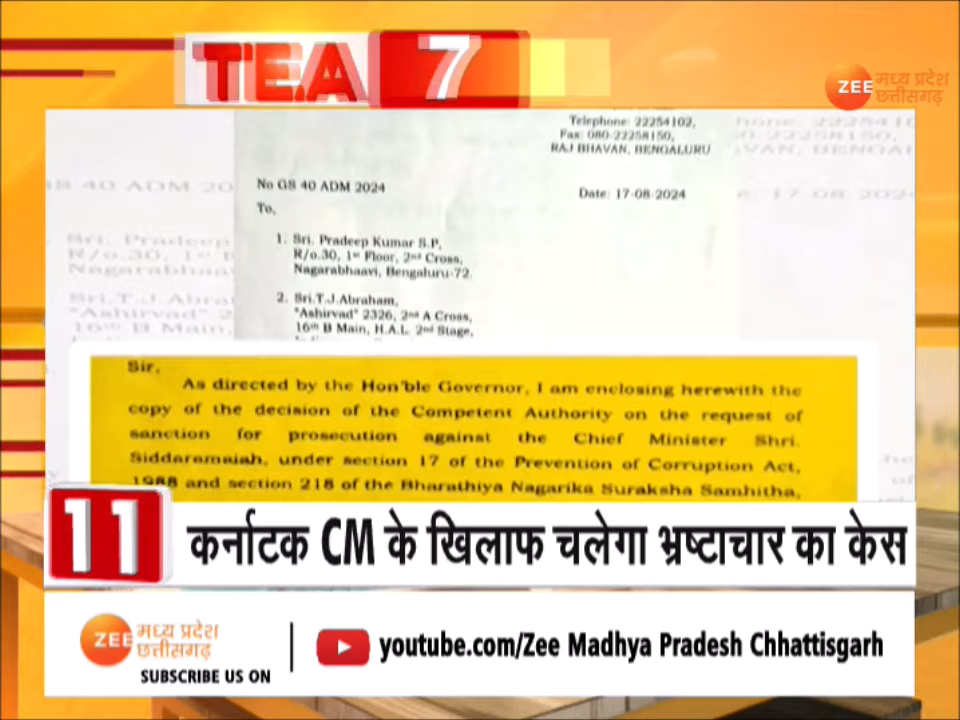 TEA 7
ZEE मध्य प्रदेश
छत्तीसगढ़
Telephone: 22254102,
Fax: 080-22258150,
RAJ BHAVAN, BENGALURU
No GS 40 ADM 2024
Date: 17-08-2024
To,
1. Sri. Pradeep Kumar S.P,
R/o.30, 1st Floor, 2nd Cross,
Nagarabhaavi, Bengaluru-72.
2. Sri.T.J.Abraham,
"Ashirvad" 2326, 2nd A Cross,
16th B Main, H.A.L. 2nd Stage,
Sir,
As directed by the Hon'ble Governor, I am enclosing herewith the
copy of the decision of the Competent Authority on the request of
sanction for prosecution against the Chief Minister Shri.
Siddaramaiah, under section 17 of the Prevention of Corruption Act,
1988 and section 218 of the Bharathiya Nagarika Suraksha Samhitha,
11 कर्नाटक CM के खिलाफ चलेगा भ्रष्टाचार का केस
ZEE मध्य प्रदेश
छत्तीसगढ़
SUBSCRIBE US ON
youtube.com/Zee Madhya Pradesh Chhattisgarh